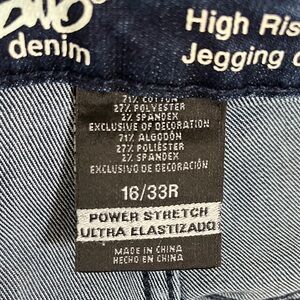 denim
High Ris
Jegging
71% COTTON
27% POLYESTER
2% SPANDEX
EXCLUSIVE OF DECORATION
71% ALGODÓN
27% POLIÉSTER
2% SPANDEX
EXCLUSIVO DE DECORACIÓN
16/33R
POWER STRETCH
ULTRA ELASTIZADO
MADE IN CHINA
HECHO EN CHINA